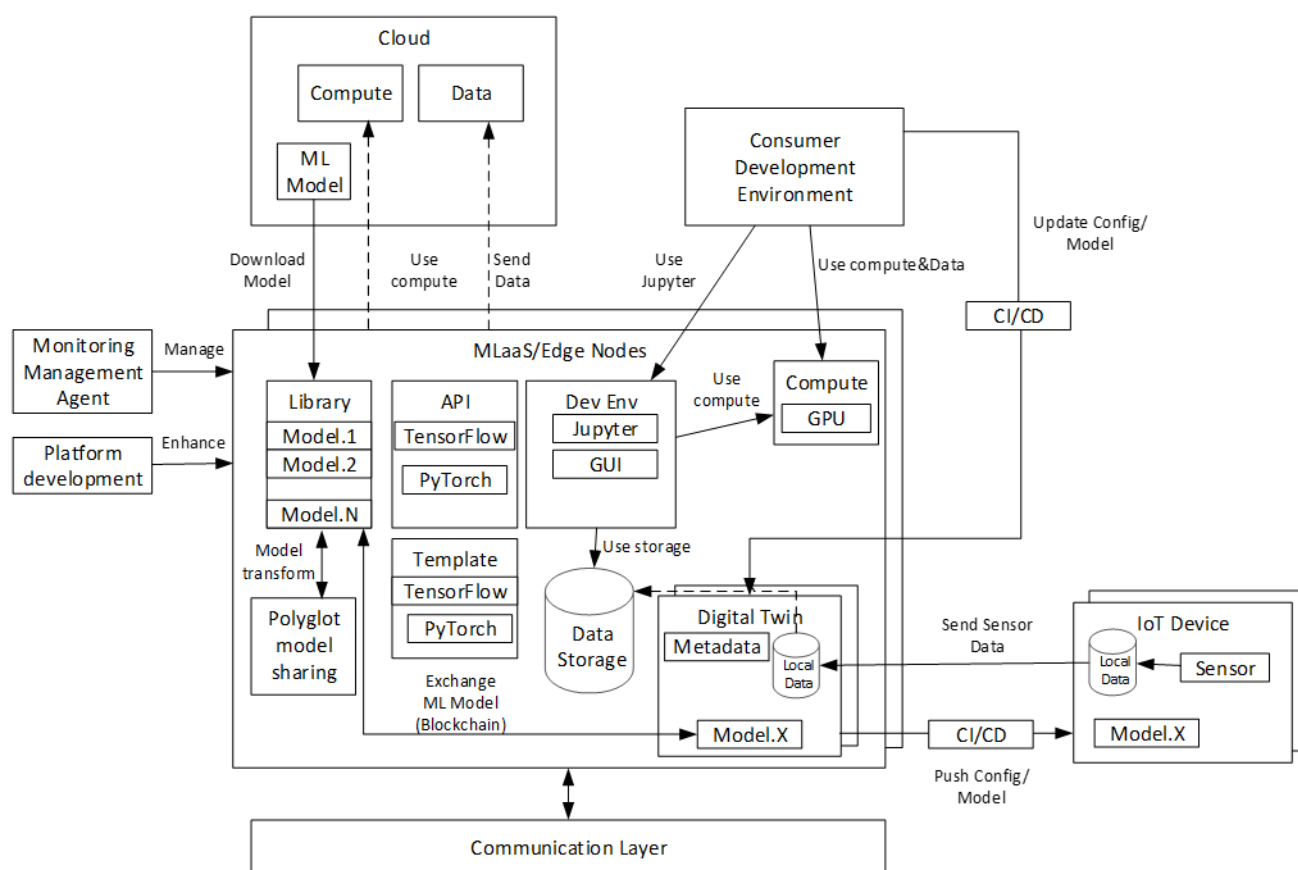 Cloud
Compute
Data
ML
Model
Consumer
Development
Environment
Download
Model
Use
compute
Send
Data
Use
Jupyter
Use compute&Data
Update Config/
Model
CI/CD
Monitoring
Management
Agent
Manage
Platform
development
Enhance
MLaaS/Edge Nodes
Library
Model.1
Model.2
Model.N
API
TensorFlow
PyTorch
Dev Env
Jupyter
GUI
Use
compute
Compute
GPU
Model
transform
Polyglot
model
sharing
Template
TensorFlow
PyTorch
Use storage
Data
Storage
Exchange
ML Model
(Blockchain)
Digital Twin
Metadata
Local
Data
Model.X
Send Sensor
Data
IoT Device
Local
Data
Sensor
Model.X
CI/CD
Push Config/
Model
Communication Layer